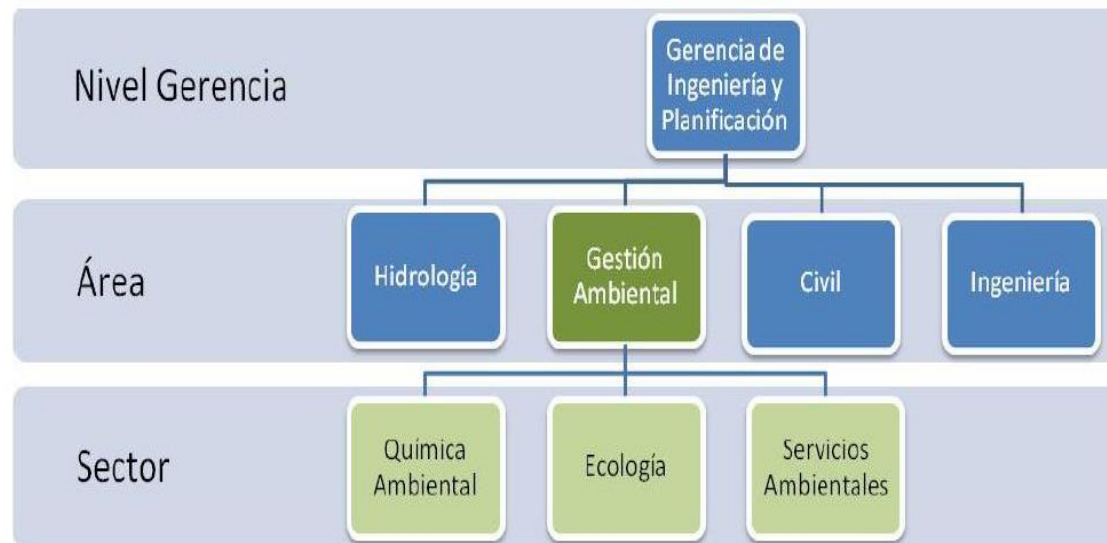 Nivel Gerencia
Gerencia de
Ingeniería y
Planificación
Área
Hidrología
Gestión
Ambiental
Civil
Ingeniería
Sector
Química
Ambiental
Ecología
Servicios
Ambientales